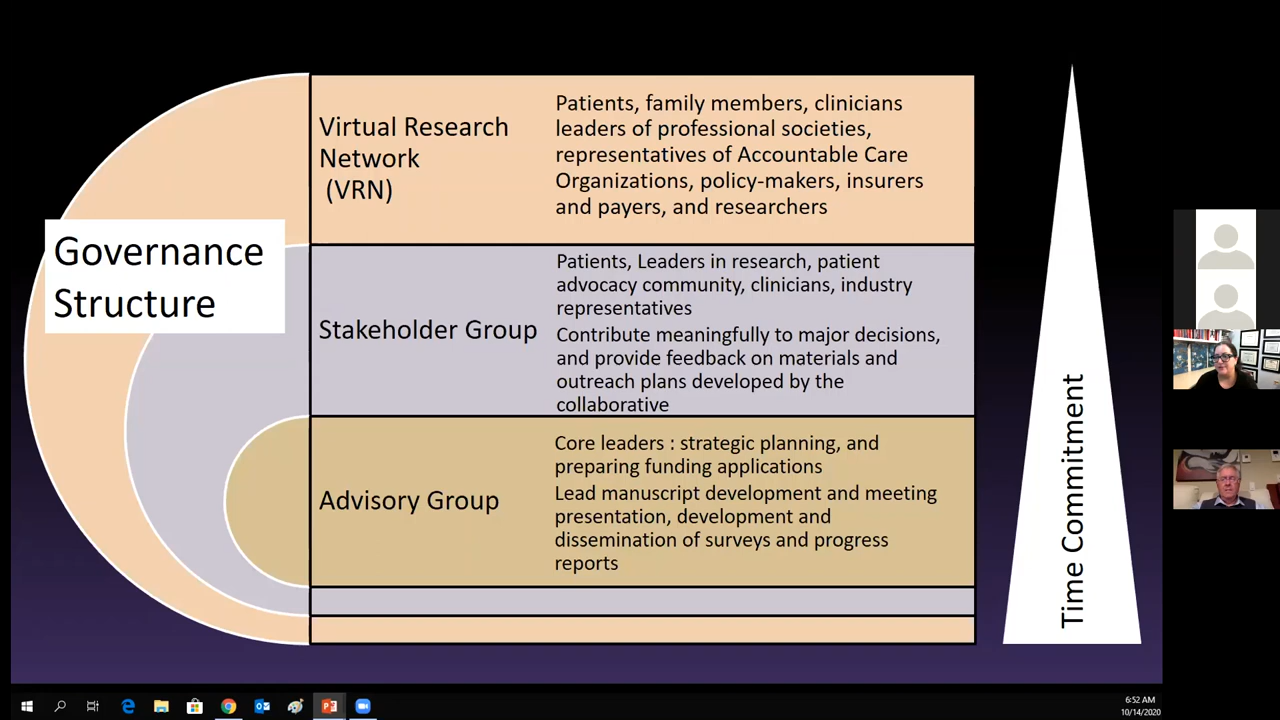 Governance
Structure
Virtual Research
Network
(VRN)
Patients, family members, clinicians
leaders of professional societies,
representatives of Accountable Care
Organizations, policy-makers, insurers
and payers, and researchers
Stakeholder Group
Patients, Leaders in research, patient
advocacy community, clinicians, industry
representatives
Contribute meaningfully to major decisions,
and provide feedback on materials and
outreach plans developed by the
collaborative
Advisory Group
Core leaders : strategic planning, and
preparing funding applications
Lead manuscript development and meeting
presentation, development and
dissemination of surveys and progress
reports
Time Commitment
6:52 AM
10/14/2020